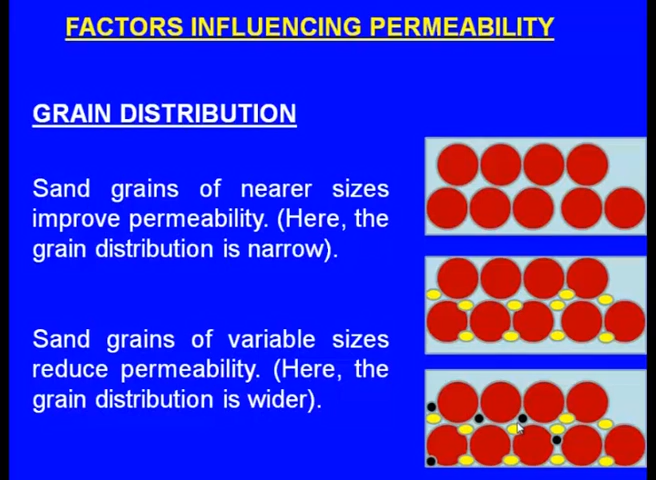 FACTORS INFLUENCING PERMEABILITY
GRAIN DISTRIBUTION
Sand grains of nearer sizes
improve permeability. (Here, the
grain distribution is narrow).
Sand grains of variable sizes
reduce permeability. (Here, the
grain distribution is wider).